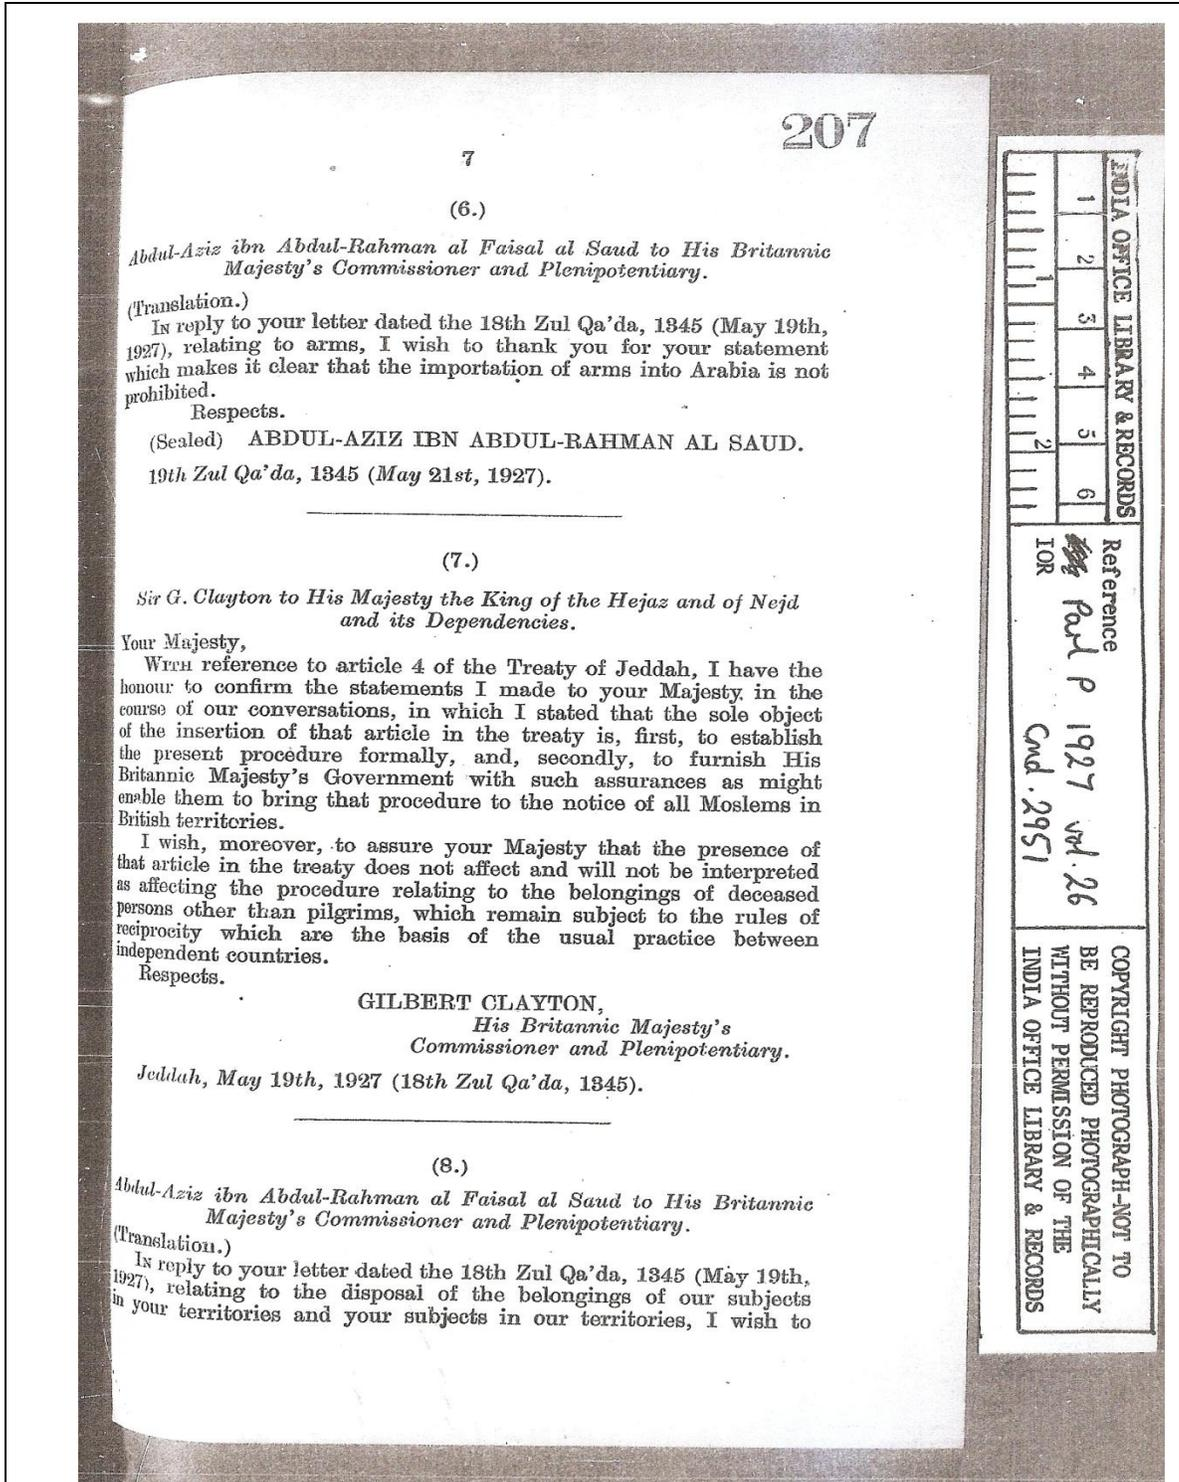 207
7
(6.)
Abdul-Aziz ibn Abdul-Rahman al Faisal al Saud to His Britannic
Majesty's Commissioner and Plenipotentiary.
(Translation.)
IN reply to your letter dated the 18th Zul Qa'da, 1345 (May 19th,
1927), relating to arms, I wish to thank you for your statement
which makes it clear that the importation of arms into Arabia is not
prohibited.
Respects.
(Sealed) ABDUL-AZIZ IBN ABDUL-RAHMAN AL SAUD.
19th Zul Qa'da, 1345 (May 21st, 1927).
(7.)
Sir G. Clayton to His Majesty the King of the Hejaz and of Nejd
and its Dependencies.
Your Majesty,
WITH reference to article 4 of the Treaty of Jeddah, I have the
honour to confirm the statements I made to your Majesty in the
course of our conversations, in which I stated that the sole object
of the insertion of that article in the treaty is, first, to establish
the present procedure formally, and, secondly, to furnish His
Britannic Majesty's Government with such assurances as might
enable them to bring that procedure to the notice of all Moslems in
British territories.
I wish, moreover, to assure your Majesty that the presence of
that article in the treaty does not affect and will not be interpreted
as affecting the procedure relating to the belongings of deceased
persons other than pilgrims, which remain subject to the rules of
reciprocity which are the basis of the usual practice between
independent countries.
Respects.
GILBERT CLAYTON,
His Britannic Majesty's
Commissioner and Plenipotentiary.
Jeddah, May 19th, 1927 (18th Zul Qa'da, 1345).
(8.)
Abdul-Aziz ibn Abdul-Rahman al Faisal al Saud to His Britannic
Majesty's Commissioner and Plenipotentiary.
(Translation.)
IN reply to your letter dated the 18th Zul Qa'da, 1345 (May 19th,
1927), relating to the disposal of the belongings of our subjects
in your territories and your subjects in our territories, I wish to
INDIA OFFICE LIBRARY & RECORDS
1 2 3 4 5 6
1 2
Reference
Parl P 1927 vol. 26
IOR
Cmd. 2951
COPYRIGHT PHOTOGRAPH-NOT TO
BE REPRODUCED PHOTOGRAPHICALLY
WITHOUT PERMISSION OF THE
INDIA OFFICE LIBRARY & RECORDS